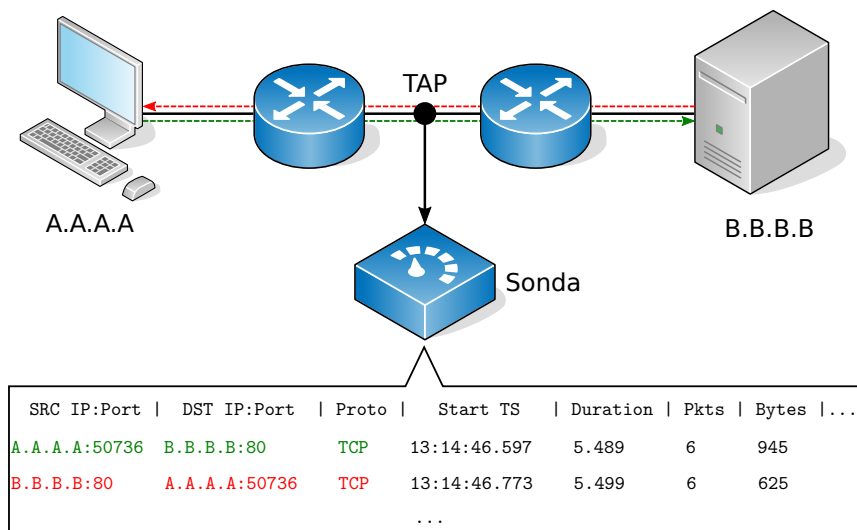 TAP
A.A.A.A
B.B.B.B
Sonda
SRC IP:Port | DST IP:Port | Proto | Start TS | Duration | Pkts | Bytes |...
A.A.A.A:50736 B.B.B.B:80 TCP 13:14:46.597 5.489 6 945
B.B.B.B:80 A.A.A.A:50736 TCP 13:14:46.773 5.499 6 625
...